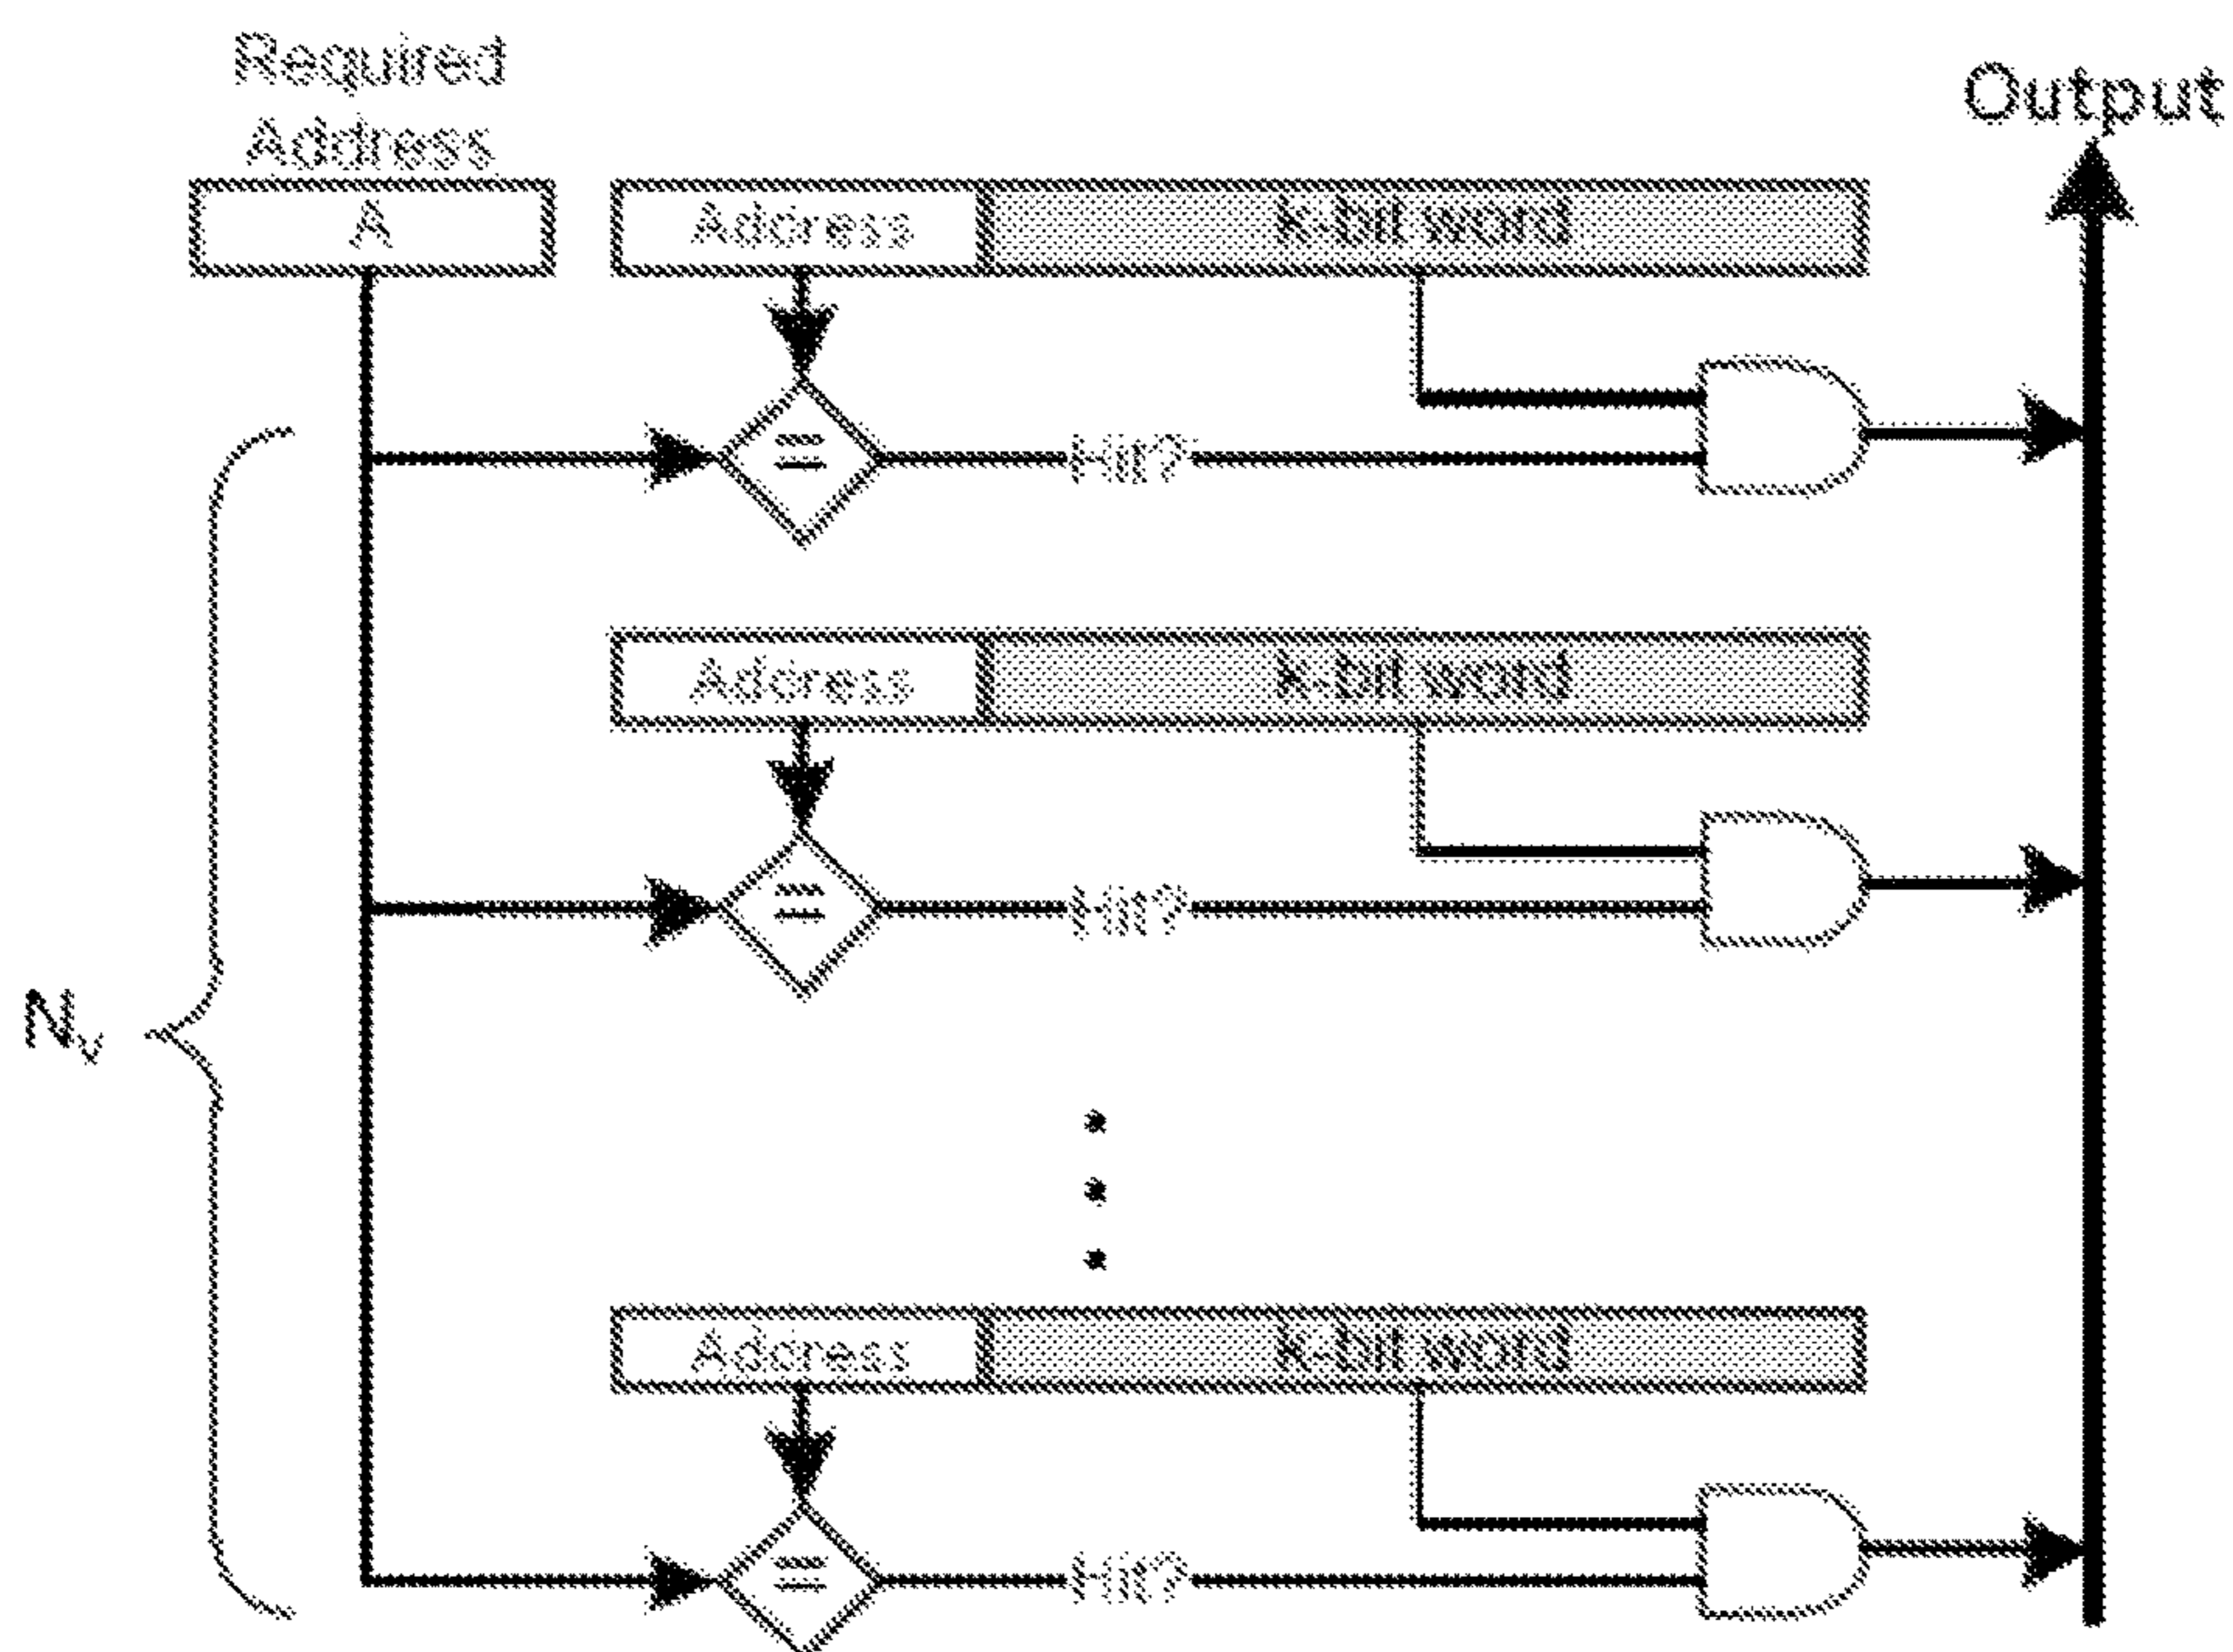 Required
Address
Output
A
Address
k-bit word
=
Hit?
Address
k-bit word
=
Hit?
Nv
Address
k-bit word
=
Hit?